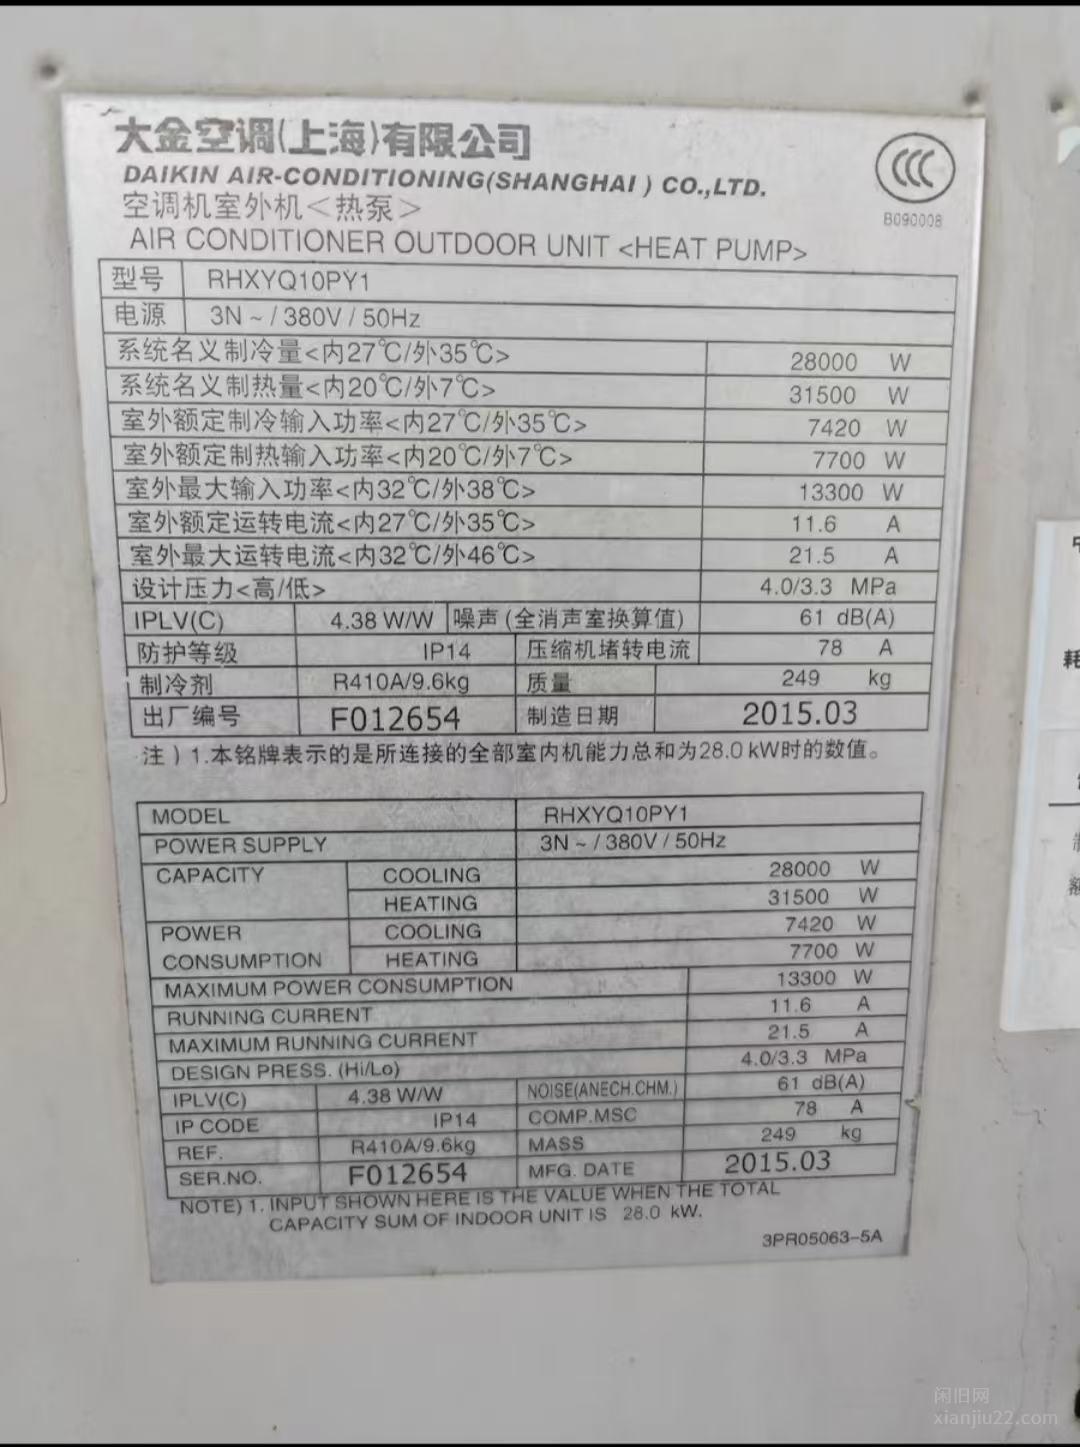 大金空调(上海)有限公司
DAIKIN AIR-CONDITIONING(SHANGHAI) CO.,LTD.
B090008
空调机室外机<热泵>
AIR CONDITIONER OUTDOOR UNIT <HEAT PUMP>
型号 RHXYQ10PY1
电源 3N ~ / 380V / 50Hz
系统名义制冷量<内27℃/外35℃> 28000 W
系统名义制热量<内20℃/外7℃> 31500 W
室外额定制冷输入功率<内27℃/外35℃> 7420 W
室外额定制热输入功率<内20℃/外7℃> 7700 W
室外最大输入功率<内32℃/外38℃> 13300 W
室外额定运转电流<内27℃/外35℃> 11.6 A
室外最大运转电流<内32℃/外46℃> 21.5 A
设计压力<高/低> 4.0/3.3 MPa
IPLV(C) 4.38 W/W 噪声 (全消声室换算值) 61 dB(A)
防护等级 IP14 压缩机堵转电流 78 A
制冷剂 R410A/9.6kg 质量 249 kg
出厂编号 F012654 制造日期 2015.03
注) 1.本铭牌表示的是所连接的全部室内机能力总和为28.0 kW时的数值。
MODEL RHXYQ10PY1
POWER SUPPLY 3N ~ / 380V / 50Hz
CAPACITY COOLING 28000 W
HEATING 31500 W
POWER CONSUMPTION COOLING 7420 W
HEATING 7700 W
MAXIMUM POWER CONSUMPTION 13300 W
RUNNING CURRENT 11.6 A
MAXIMUM RUNNING CURRENT 21.5 A
DESIGN PRESS. (Hi/Lo) 4.0/3.3 MPa
IPLV(C) 4.38 W/W NOISE(ANECH.CHM.) 61 dB(A)
IP CODE IP14 COMP.MSC 78 A
REF. R410A/9.6kg MASS 249 kg
SER.NO. F012654 MFG. DATE 2015.03
NOTE) 1. INPUT SHOWN HERE IS THE VALUE WHEN THE TOTAL
CAPACITY SUM OF INDOOR UNIT IS 28.0 kW.
3PR05063-5A
闲旧网
xianjiu22.com